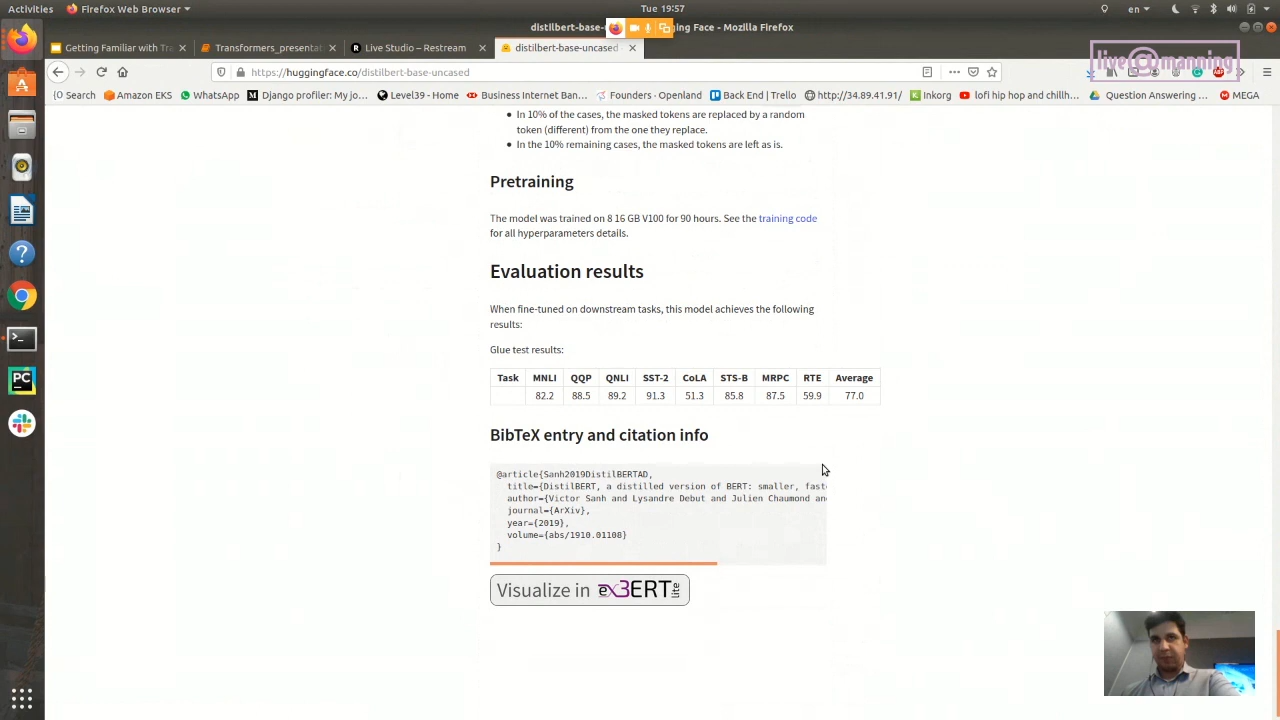 Activities
Firefox Web Browser
Tue 19:57
en
distilbert-base-
ging Face - Mozilla Firefox
Getting Familiar with Tra
Transformers_presentat
Live Studio – Restream
distilbert-base-uncased
live@manning
https://huggingface.co/distilbert-base-uncased
Search
Amazon EKS
WhatsApp
Django profiler: My jo…
Level39 - Home
Business Internet Ban…
Founders · Openland
Back End | Trello
http://34.89.41.91/
Inkorg
lofi hip hop and chillh…
Question Answering …
MEGA
In 10% of the cases, the masked tokens are replaced by a random
token (different) from the one they replace.
In the 10% remaining cases, the masked tokens are left as is.
Pretraining
The model was trained on 8 16 GB V100 for 90 hours. See the training code
for all hyperparameters details.
Evaluation results
When fine-tuned on downstream tasks, this model achieves the following
results:
Glue test results:
Task MNLI QQP QNLI SST-2 CoLA STS-B MRPC RTE Average
82.2 88.5 89.2 91.3 51.3 85.8 87.5 59.9 77.0
BibTeX entry and citation info
@article{Sanh2019DistilBERTAD,
title={DistilBERT, a distilled version of BERT: smaller, fast
author={Victor Sanh and Lysandre Debut and Julien Chaumond an
journal={ArXiv},
year={2019},
volume={abs/1910.01108}
}
Visualize in exBERT Lite
PC